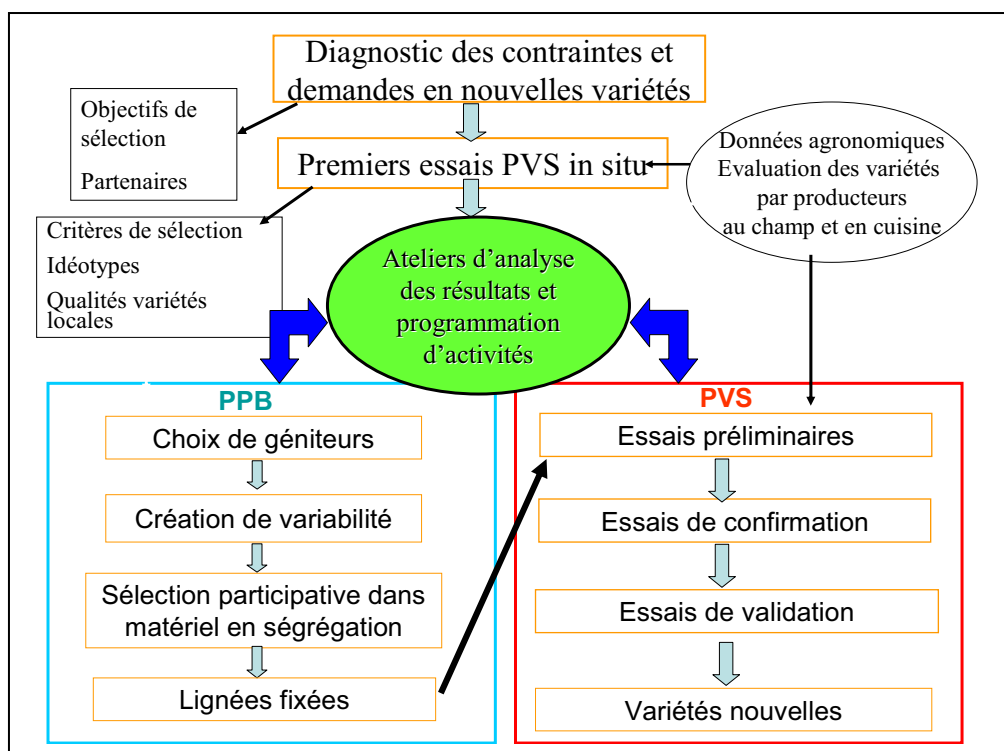 Diagnostic des contraintes et
demandes en nouvelles variétés
Objectifs de
sélection
Partenaires
Premiers essais PVS in situ
Données agronomiques
Evaluation des variétés
par producteurs
au champ et en cuisine
Critères de sélection
Idéotypes
Qualités variétés
locales
Ateliers d’analyse
des résultats et
programmation
d’activités
PPB
Choix de géniteurs
Création de variabilité
Sélection participative dans
matériel en ségrégation
Lignées fixées
PVS
Essais préliminaires
Essais de confirmation
Essais de validation
Variétés nouvelles